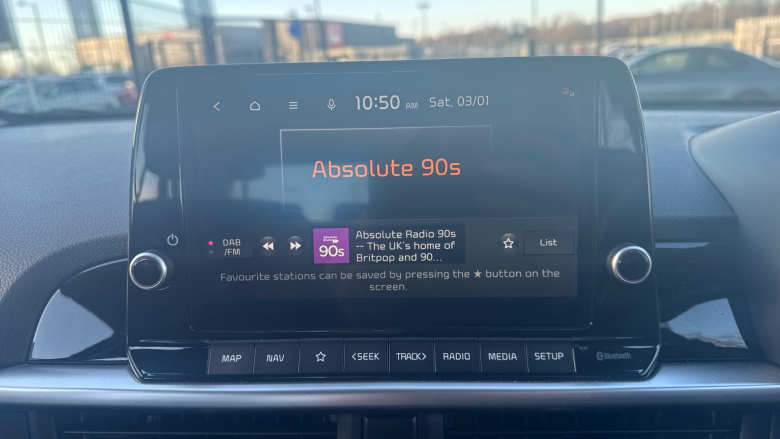 10:50 AM Sat, 03/01
Absolute 90s
DAB
/FM
90s
Absolute Radio 90s
-- The UK's home of
Britpop and 90...
List
Favourite stations can be saved by pressing the ★ button on the
screen.
MAP NAV ☆ <SEEK TRACK> RADIO MEDIA SETUP Bluetooth